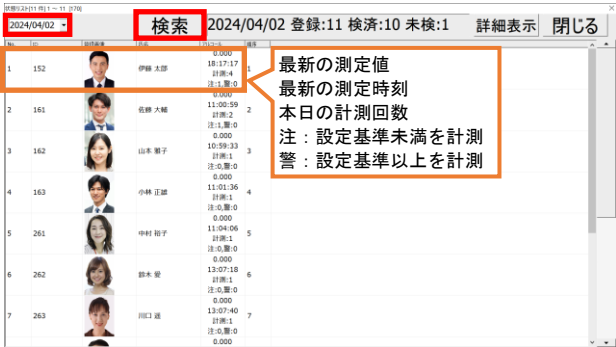 状態リスト[11 件]( 1 ～ 11 )[170]
2024/04/02 検索 2024/04/02 登録:11 検済:10 未検:1 詳細表示 閉じる
No. ID 氏名
1 152 伊藤 太郎 0.000 18:17:17 計測:4 注:1,警:0 1
最新の測定値
最新の測定時刻
本日の計測回数
注：設定基準未満を計測
警：設定基準以上を計測
2 161 佐藤 大輔 0.000 11:00:59 計測:2 注:1,警:0 2
3 162 山本 朋子 0.000 10:59:33 計測:1 注:0,警:0 3
4 163 小林 正雄 0.000 11:01:36 計測:1 注:0,警:0 4
5 261 中村 裕子 0.000 11:04:06 計測:1 注:0,警:0 5
6 262 鈴木 愛 0.000 13:07:18 計測:1 注:0,警:0 6
7 263 川口 遥 0.000 13:07:40 計測:1 注:0,警:0 7
0.000